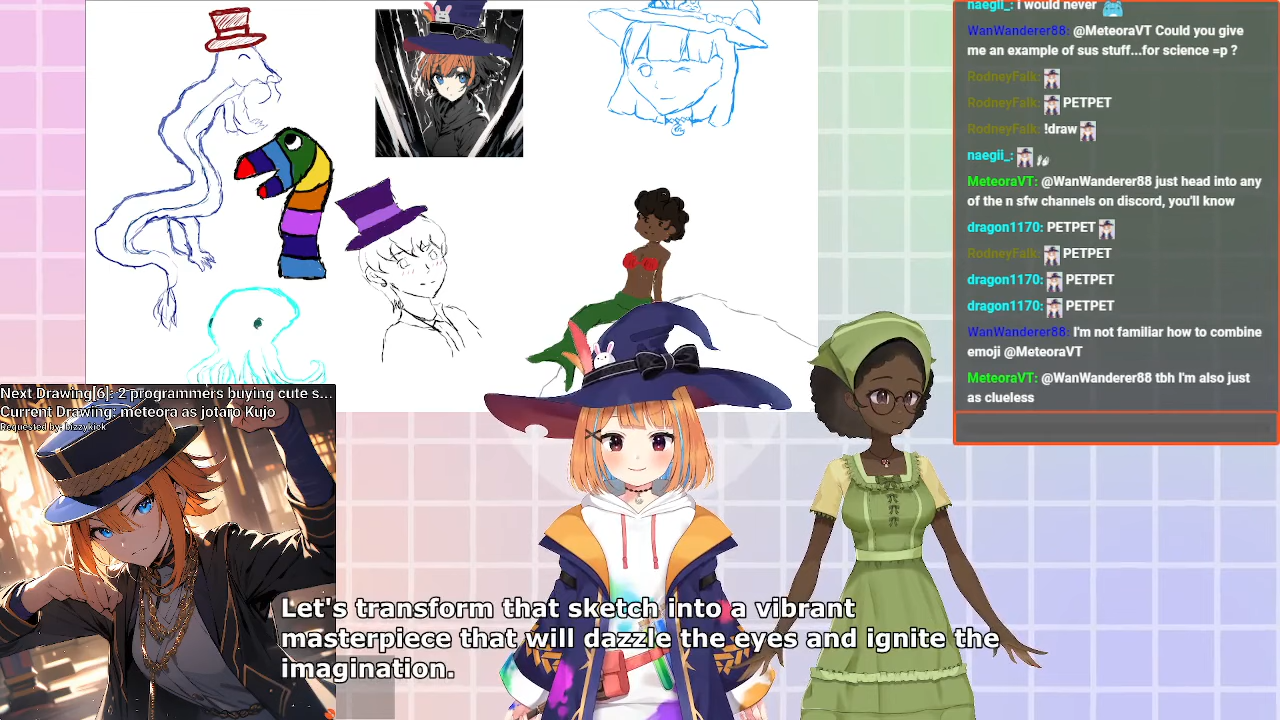 naegii_: I would never
WanWanderer88: @MeteoraVT Could you give
me an example of sus stuff...for science =p ?
RodneyFalk:
RodneyFalk: PETPET
RodneyFalk: !draw
naegii_:
MeteoraVT: @WanWanderer88 just head into any
of the n sfw channels on discord, you'll know
dragon1170: PETPET
RodneyFalk: PETPET
dragon1170: PETPET
dragon1170: PETPET
WanWanderer88: I'm not familiar how to combine
emoji @MeteoraVT
MeteoraVT: @WanWanderer88 tbh I'm also just
as clueless
Next Drawing[6]: 2 programmers buying cute s...
Current Drawing: meteora as jotaro Kujo
Requested by: bizzykick
Let's transform that sketch into a vibrant
masterpiece that will dazzle the eyes and ignite the
imagination.